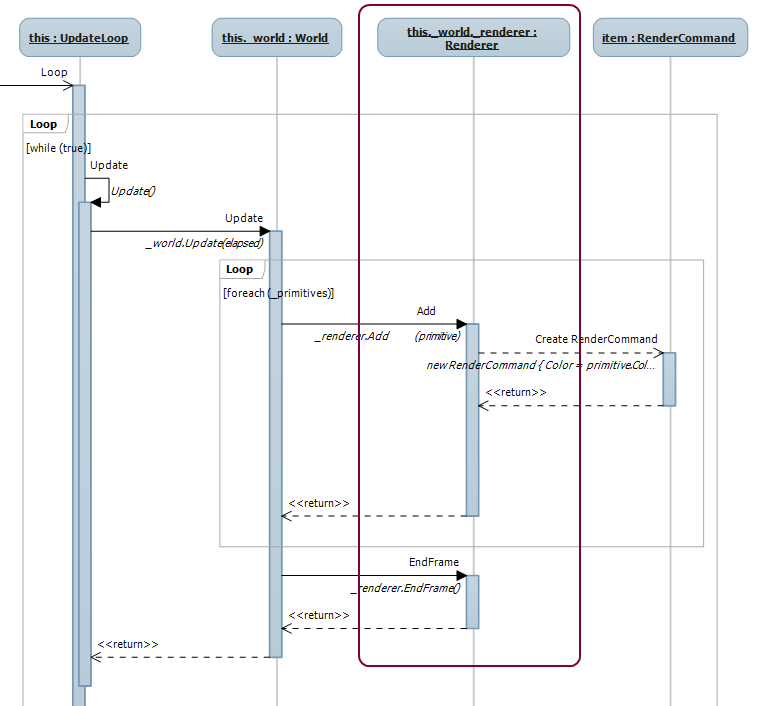 this : UpdateLoop
this._world : World
this._world._renderer :
Renderer
item : RenderCommand
Loop
Loop
[while (true)]
Update
Update()
Update
_world.Update(elapsed)
Loop
[foreach (_primitives)]
Add
_renderer.Add (primitive)
Create RenderCommand
new RenderCommand { Color = primitive.Col...
<<return>>
<<return>>
EndFrame
_renderer.EndFrame()
<<return>>
<<return>>